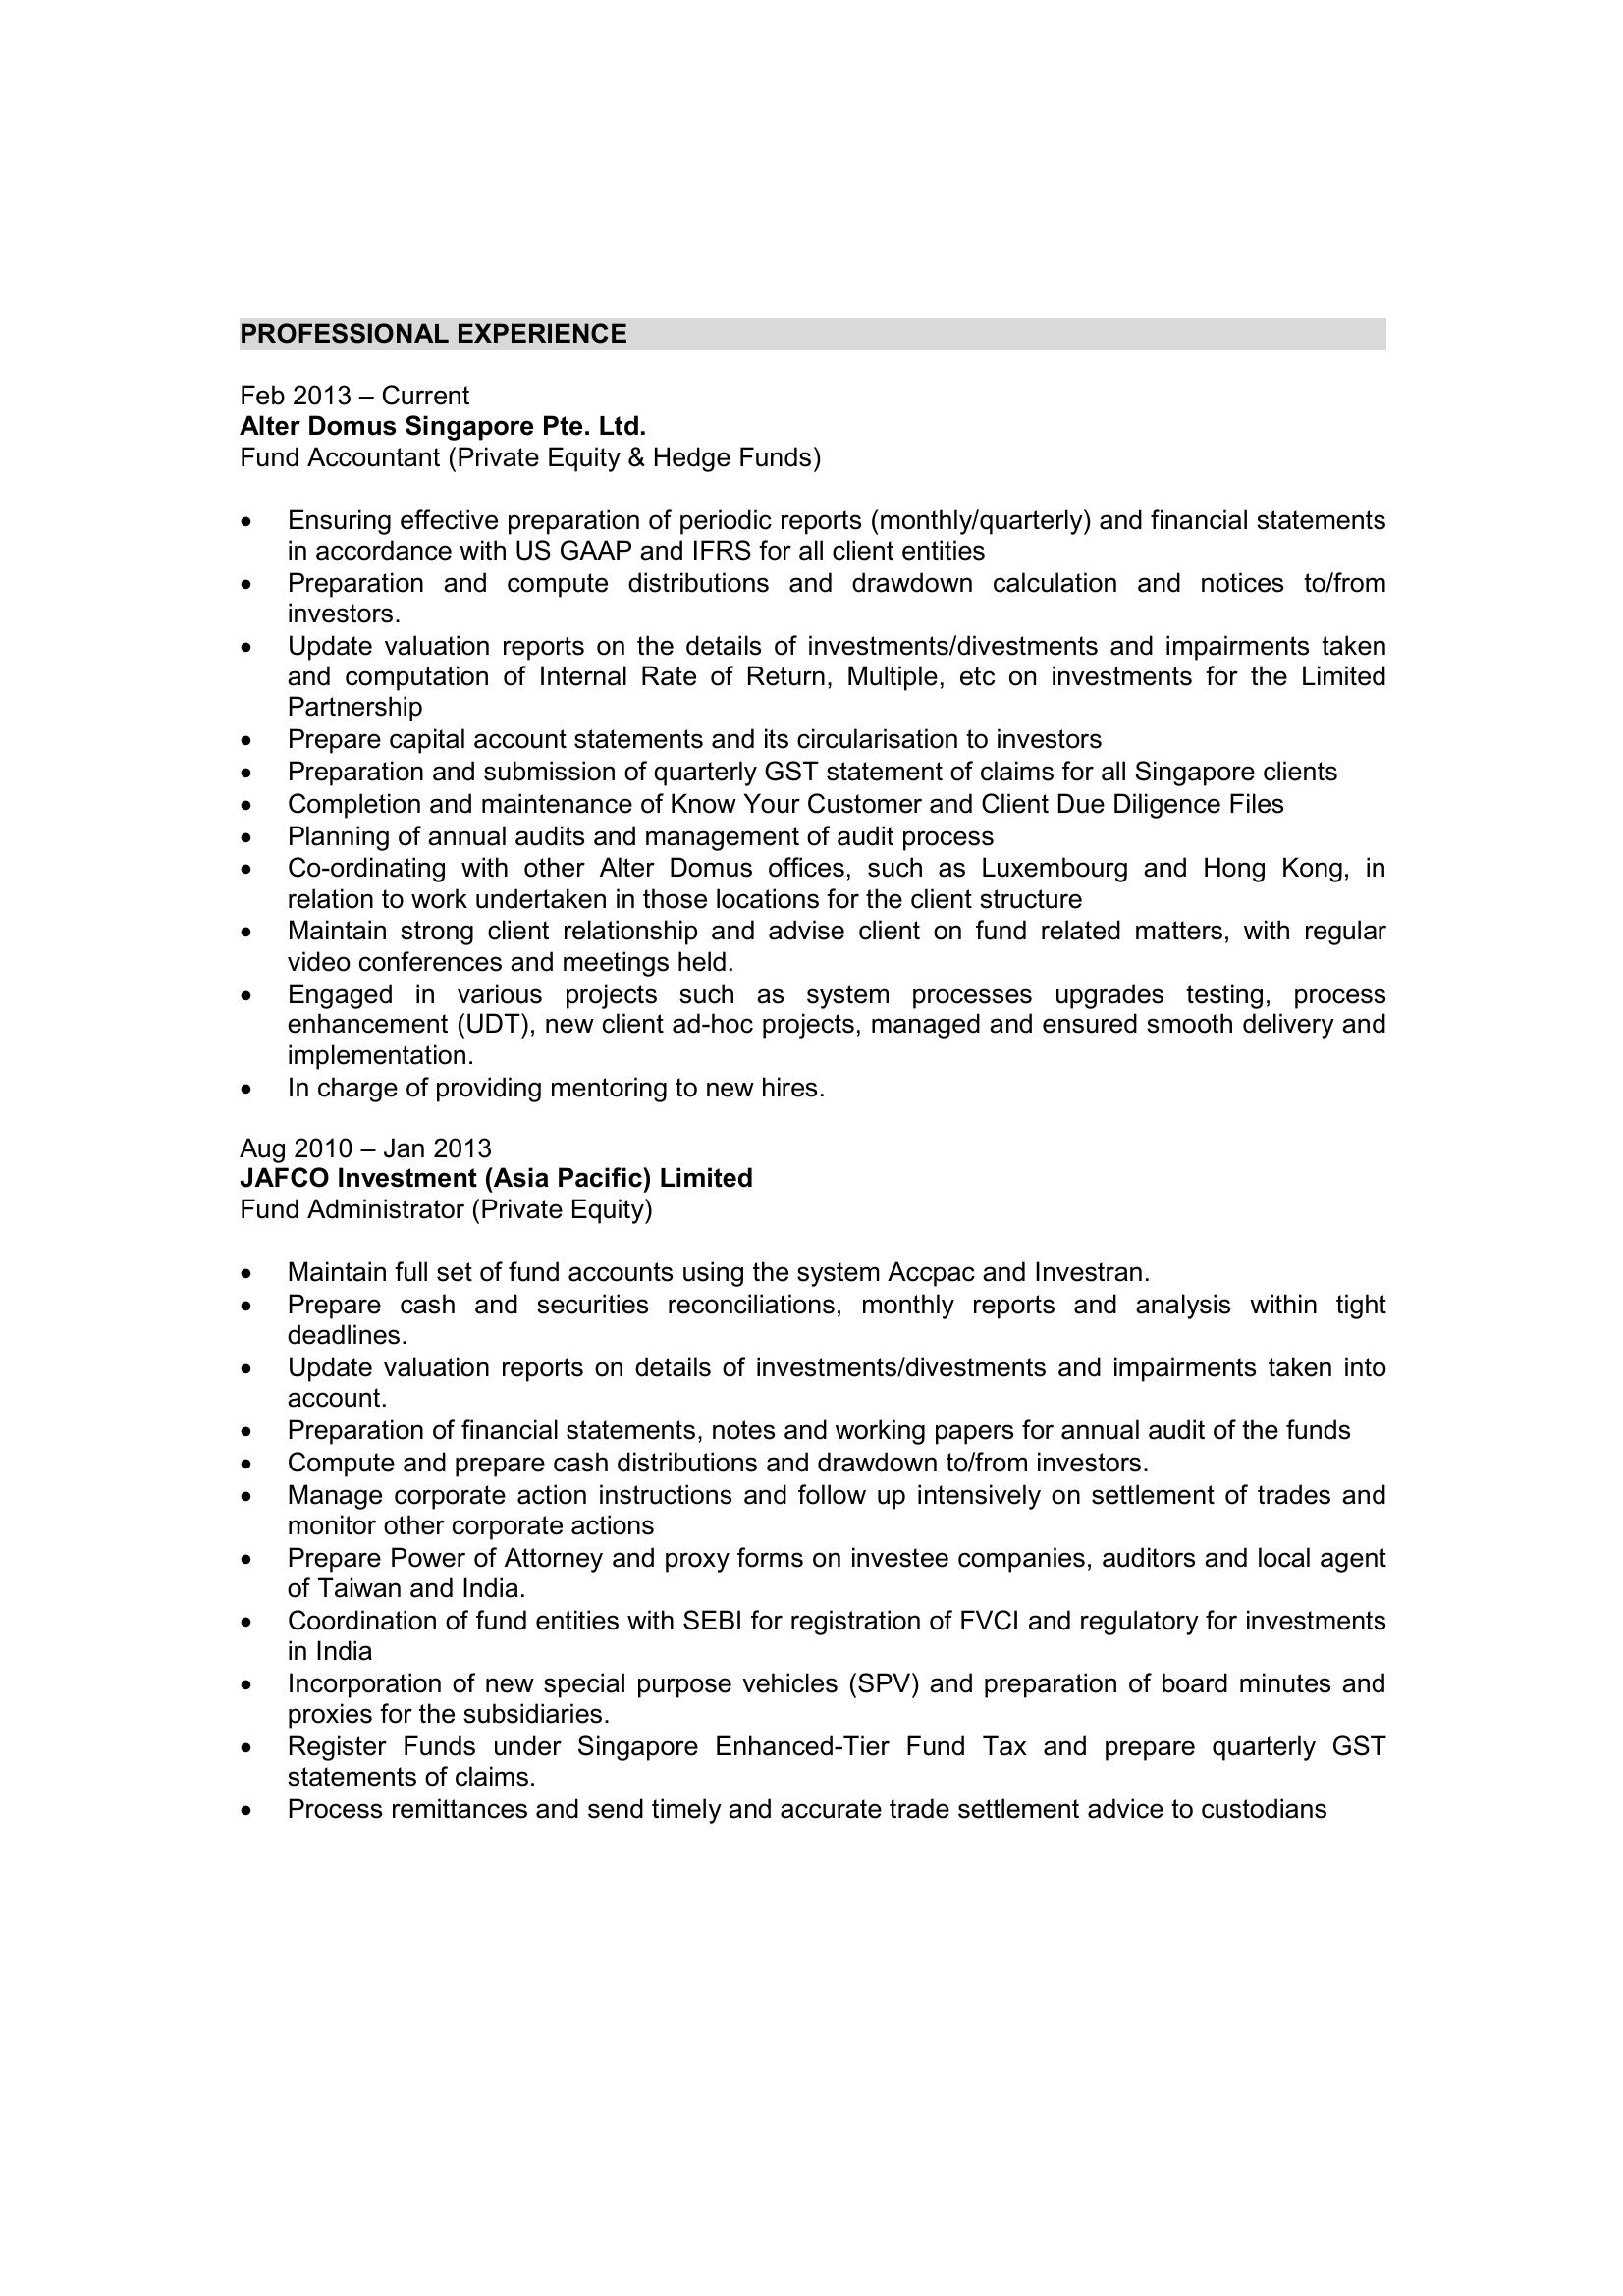 PROFESSIONAL EXPERIENCE
Feb 2013 – Current
Alter Domus Singapore Pte. Ltd.
Fund Accountant (Private Equity & Hedge Funds)
• Ensuring effective preparation of periodic reports (monthly/quarterly) and financial statements
in accordance with US GAAP and IFRS for all client entities
• Preparation and compute distributions and drawdown calculation and notices to/from
investors.
• Update valuation reports on the details of investments/divestments and impairments taken
and computation of Internal Rate of Return, Multiple, etc on investments for the Limited
Partnership
• Prepare capital account statements and its circularisation to investors
• Preparation and submission of quarterly GST statement of claims for all Singapore clients
• Completion and maintenance of Know Your Customer and Client Due Diligence Files
• Planning of annual audits and management of audit process
• Co-ordinating with other Alter Domus offices, such as Luxembourg and Hong Kong, in
relation to work undertaken in those locations for the client structure
• Maintain strong client relationship and advise client on fund related matters, with regular
video conferences and meetings held.
• Engaged in various projects such as system processes upgrades testing, process
enhancement (UDT), new client ad-hoc projects, managed and ensured smooth delivery and
implementation.
• In charge of providing mentoring to new hires.
Aug 2010 – Jan 2013
JAFCO Investment (Asia Pacific) Limited
Fund Administrator (Private Equity)
• Maintain full set of fund accounts using the system Accpac and Investran.
• Prepare cash and securities reconciliations, monthly reports and analysis within tight
deadlines.
• Update valuation reports on details of investments/divestments and impairments taken into
account.
• Preparation of financial statements, notes and working papers for annual audit of the funds
• Compute and prepare cash distributions and drawdown to/from investors.
• Manage corporate action instructions and follow up intensively on settlement of trades and
monitor other corporate actions
• Prepare Power of Attorney and proxy forms on investee companies, auditors and local agent
of Taiwan and India.
• Coordination of fund entities with SEBI for registration of FVCI and regulatory for investments
in India
• Incorporation of new special purpose vehicles (SPV) and preparation of board minutes and
proxies for the subsidiaries.
• Register Funds under Singapore Enhanced-Tier Fund Tax and prepare quarterly GST
statements of claims.
• Process remittances and send timely and accurate trade settlement advice to custodians